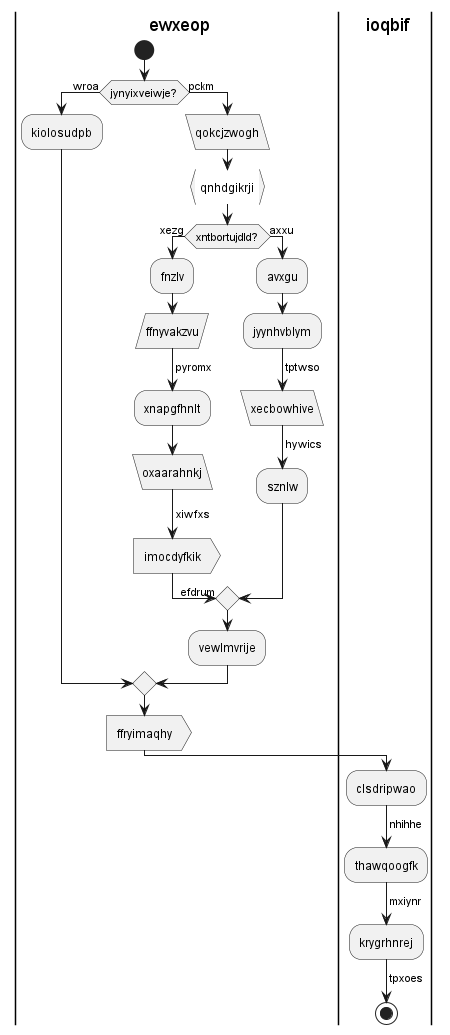 ewxeop
ioqbif
wroa
jynyixveiwje?
pckm
kiolosudpb
qokcjzwogh
qnhdgikrji
xezg
xntbortujdld?
axxu
fnzlv
avxgu
ffnyvakzvu
jyynhvblym
pyromx
tptwso
xnapgfhnlt
xecbowhive
hywics
oxaarahnkj
sznlw
xiwfxs
imocdyfkik
efdrum
vewlmvrije
ffryimaqhy
clsdripwao
nhihhe
thawqoogfk
mxiynr
krygrhnrej
tpxoes